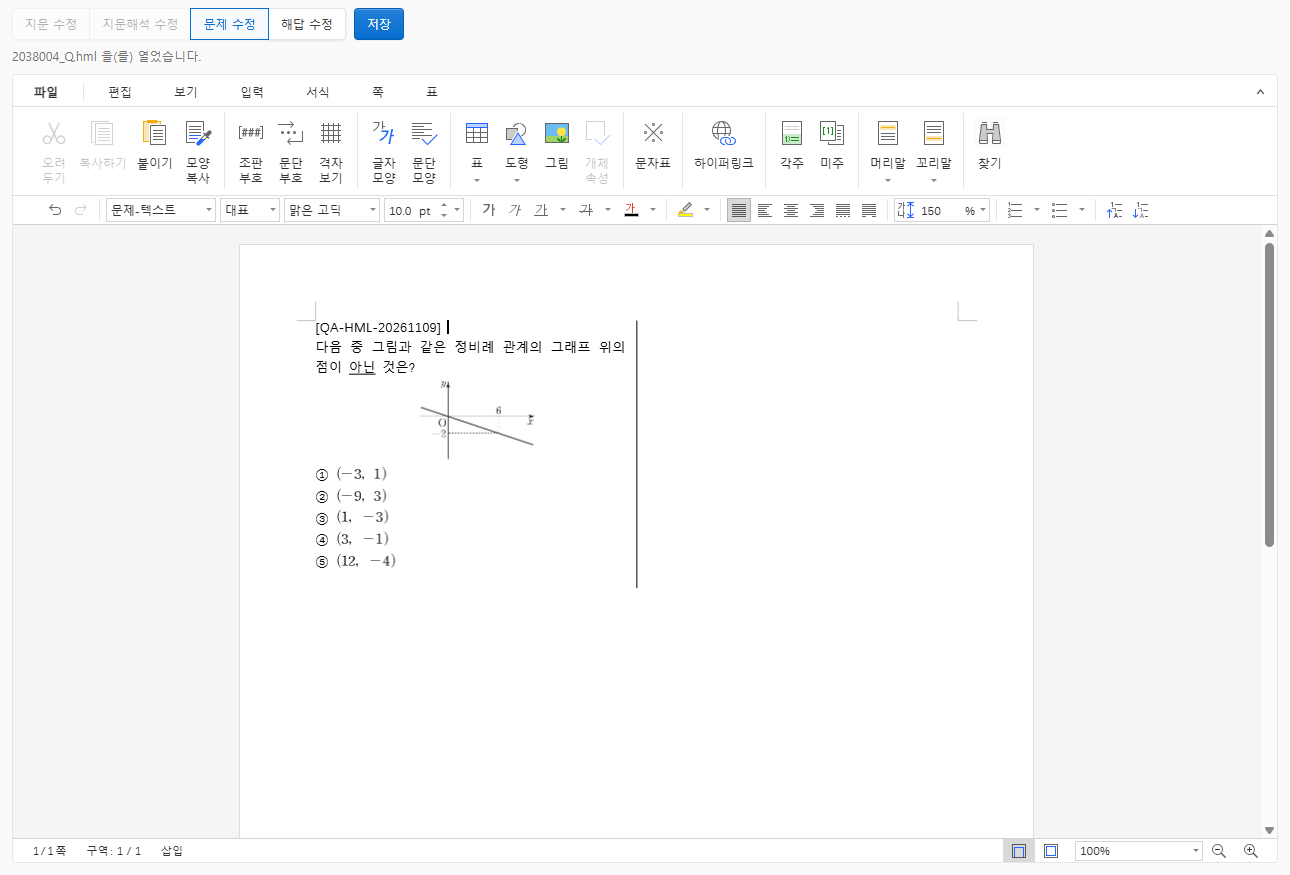 지문 수정 지문해석 수정 문제 수정 해답 수정 저장
2038004_Q.hml 을(를) 열었습니다.
파일 편집 보기 입력 서식 쪽 표
오려두기 복사하기 붙이기 모양 복사 조판 부호 문단 부호 격자 보기 글자 모양 문단 모양 표 도형 그림 개체 속성 문자표 하이퍼링크 각주 미주 머리말 꼬리말 찾기
문제-텍스트 대표 맑은 고딕 10.0 pt 가 가 가 가 가 150 %
[QA-HML-20261109]
다음 중 그림과 같은 정비례 관계의 그래프 위의
점이 아닌 것은?
y
6
O x
-2
① (-3, 1)
② (-9, 3)
③ (1, -3)
④ (3, -1)
⑤ (12, -4)
1/1쪽 구역: 1 / 1 삽입 100%